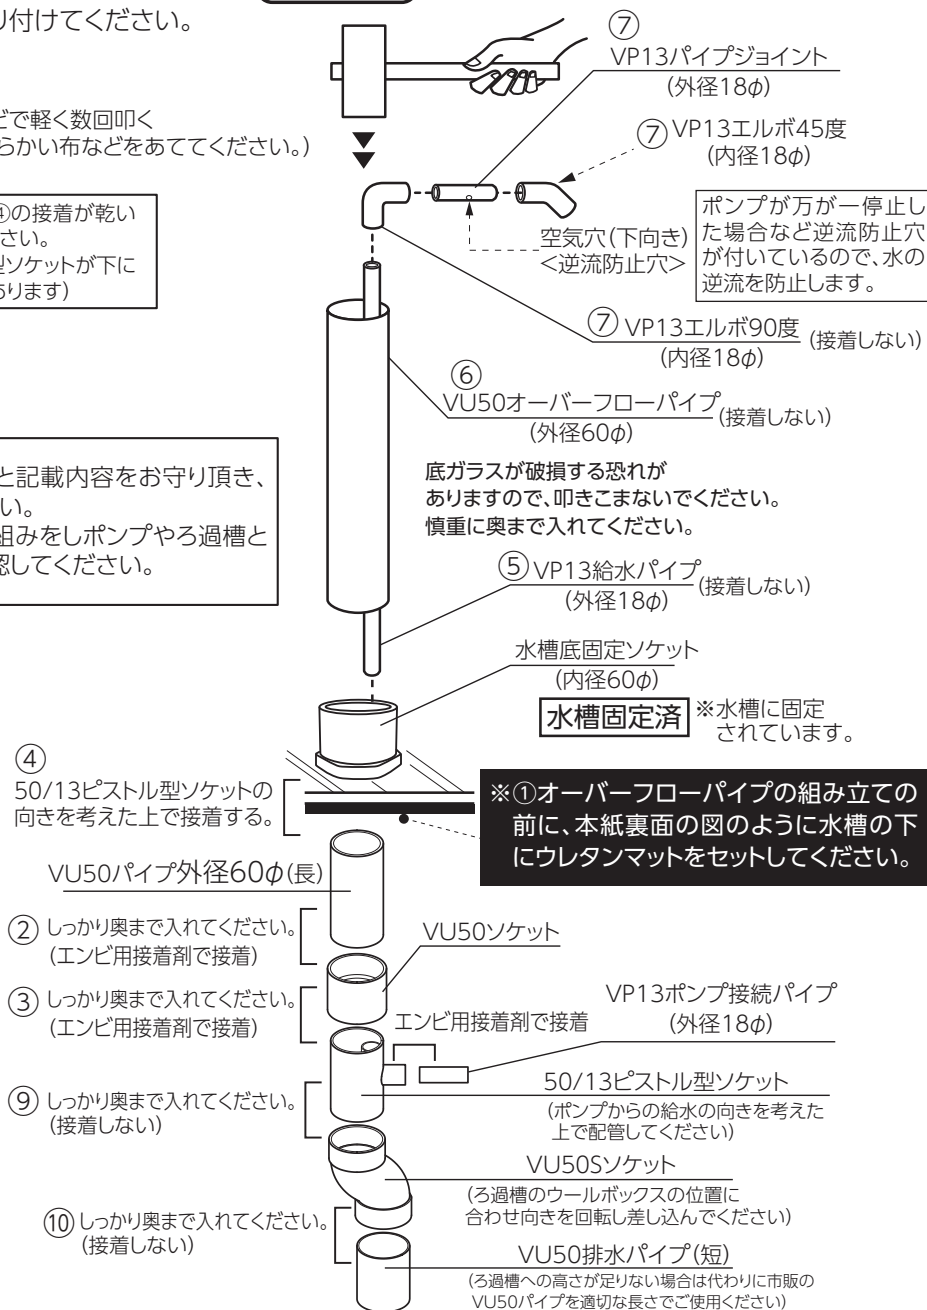 り付けてください。
どで軽く数回叩く
らかい布などをあててください。)
④の接着が乾い
さい。
型ソケットが下に
あります)
と記載内容をお守り頂き、
い。
組みをしポンプやろ過槽と
認してください。
⑦
VP13パイプジョイント
(外径18φ)
⑦ VP13エルボ45度
(内径18φ)
空気穴(下向き)
<逆流防止穴>
ポンプが万が一停止し
た場合など逆流防止穴
が付いているので、水の
逆流を防止します。
⑦ VP13エルボ90度 (接着しない)
(内径18φ)
⑥
VU50オーバーフローパイプ (接着しない)
(外径60φ)
底ガラスが破損する恐れが
ありますので、叩きこまないでください。
慎重に奥まで入れてください。
⑤ VP13給水パイプ (接着しない)
(外径18φ)
水槽底固定ソケット
(内径60φ)
水槽固定済 ※水槽に固定
されています。
④
50/13ピストル型ソケットの
向きを考えた上で接着する。
※①オーバーフローパイプの組み立ての
前に、本紙裏面の図のように水槽の下
にウレタンマットをセットしてください。
VU50パイプ外径60φ(長)
② しっかり奥まで入れてください。
(エンビ用接着剤で接着)
VU50ソケット
③ しっかり奥まで入れてください。
(エンビ用接着剤で接着)
エンビ用接着剤で接着
VP13ポンプ接続パイプ
(外径18φ)
50/13ピストル型ソケット
(ポンプからの給水の向きを考えた
上で配管してください)
⑨ しっかり奥まで入れてください。
(接着しない)
VU50Sソケット
(ろ過槽のウールボックスの位置に
合わせ向きを回転し差し込んでください)
⑩ しっかり奥まで入れてください。
(接着しない)
VU50排水パイプ(短)
(ろ過槽への高さが足りない場合は代わりに市販の
VU50パイプを適切な長さでご使用ください)